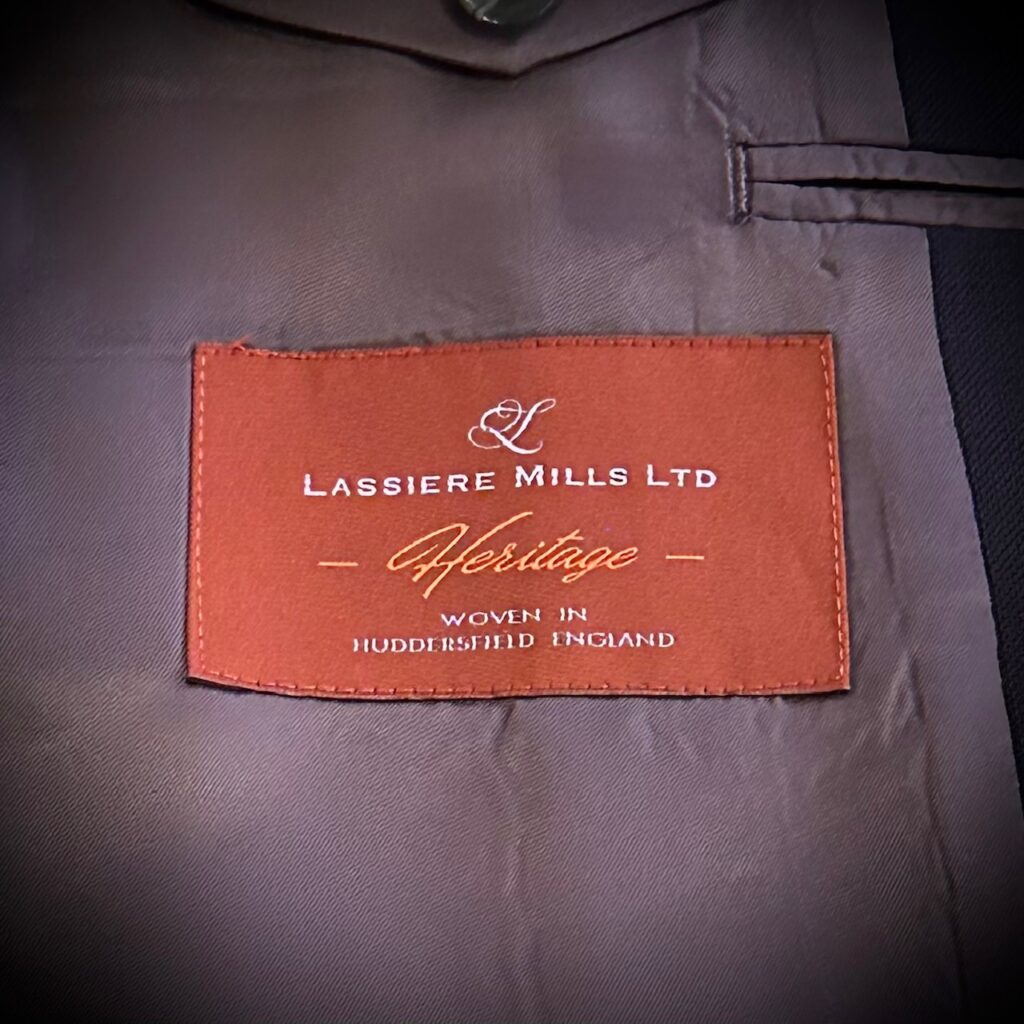 L
LASSIERE MILLS LTD
— Heritage —
WOVEN IN
HUDDERSFIELD ENGLAND